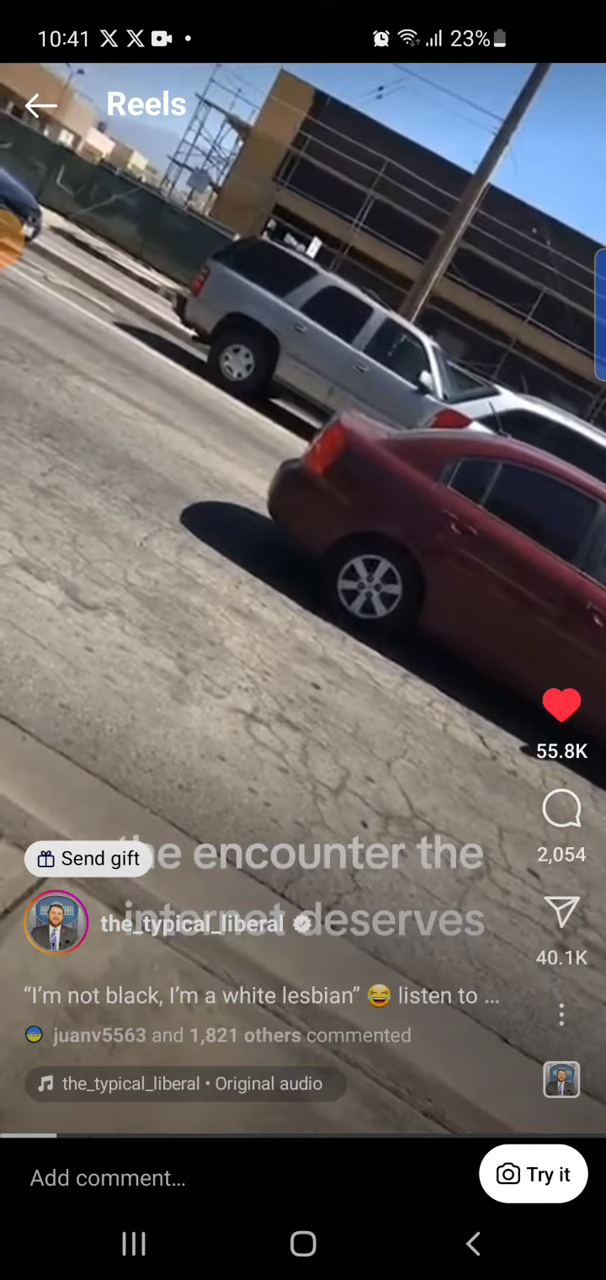 10:41
23%
Reels
55.8K
2,054
the encounter the
Send gift
internet deserves
the_typical_liberal
40.1K
“I’m not black, I’m a white lesbian” 😂 listen to ...
juanv5563 and 1,821 others commented
the_typical_liberal • Original audio
Add comment...
Try it